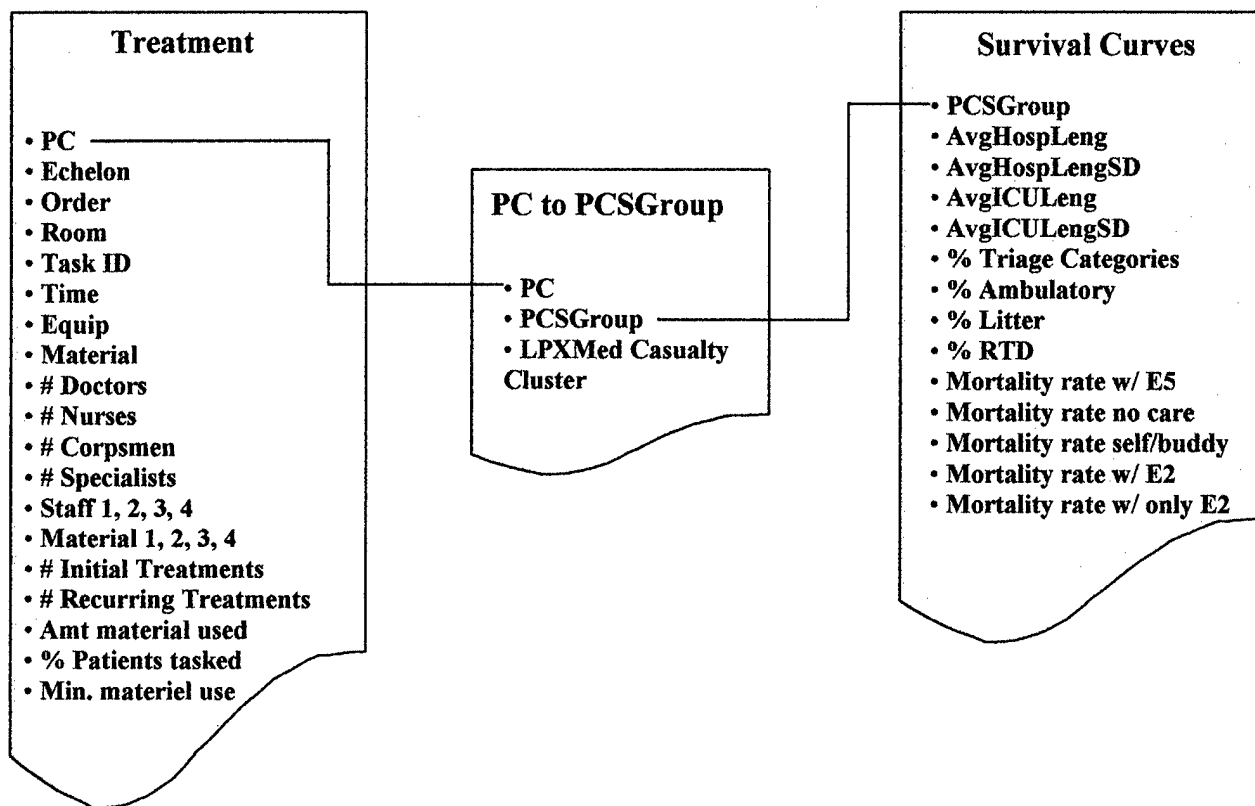 Treatment
• PC
• Echelon
• Order
• Room
• Task ID
• Time
• Equip
• Material
• # Doctors
• # Nurses
• # Corpsmen
• # Specialists
• Staff 1, 2, 3, 4
• Material 1, 2, 3, 4
• # Initial Treatments
• # Recurring Treatments
• Amt material used
• % Patients tasked
• Min. materiel use
PC to PCSGroup
• PC
• PCSGroup
• LPXMed Casualty
Cluster
Survival Curves
• PCSGroup
• AvgHospLeng
• AvgHospLengSD
• AvgICULeng
• AvgICULengSD
• % Triage Categories
• % Ambulatory
• % Litter
• % RTD
• Mortality rate w/ E5
• Mortality rate no care
• Mortality rate self/buddy
• Mortality rate w/ E2
• Mortality rate w/ only E2